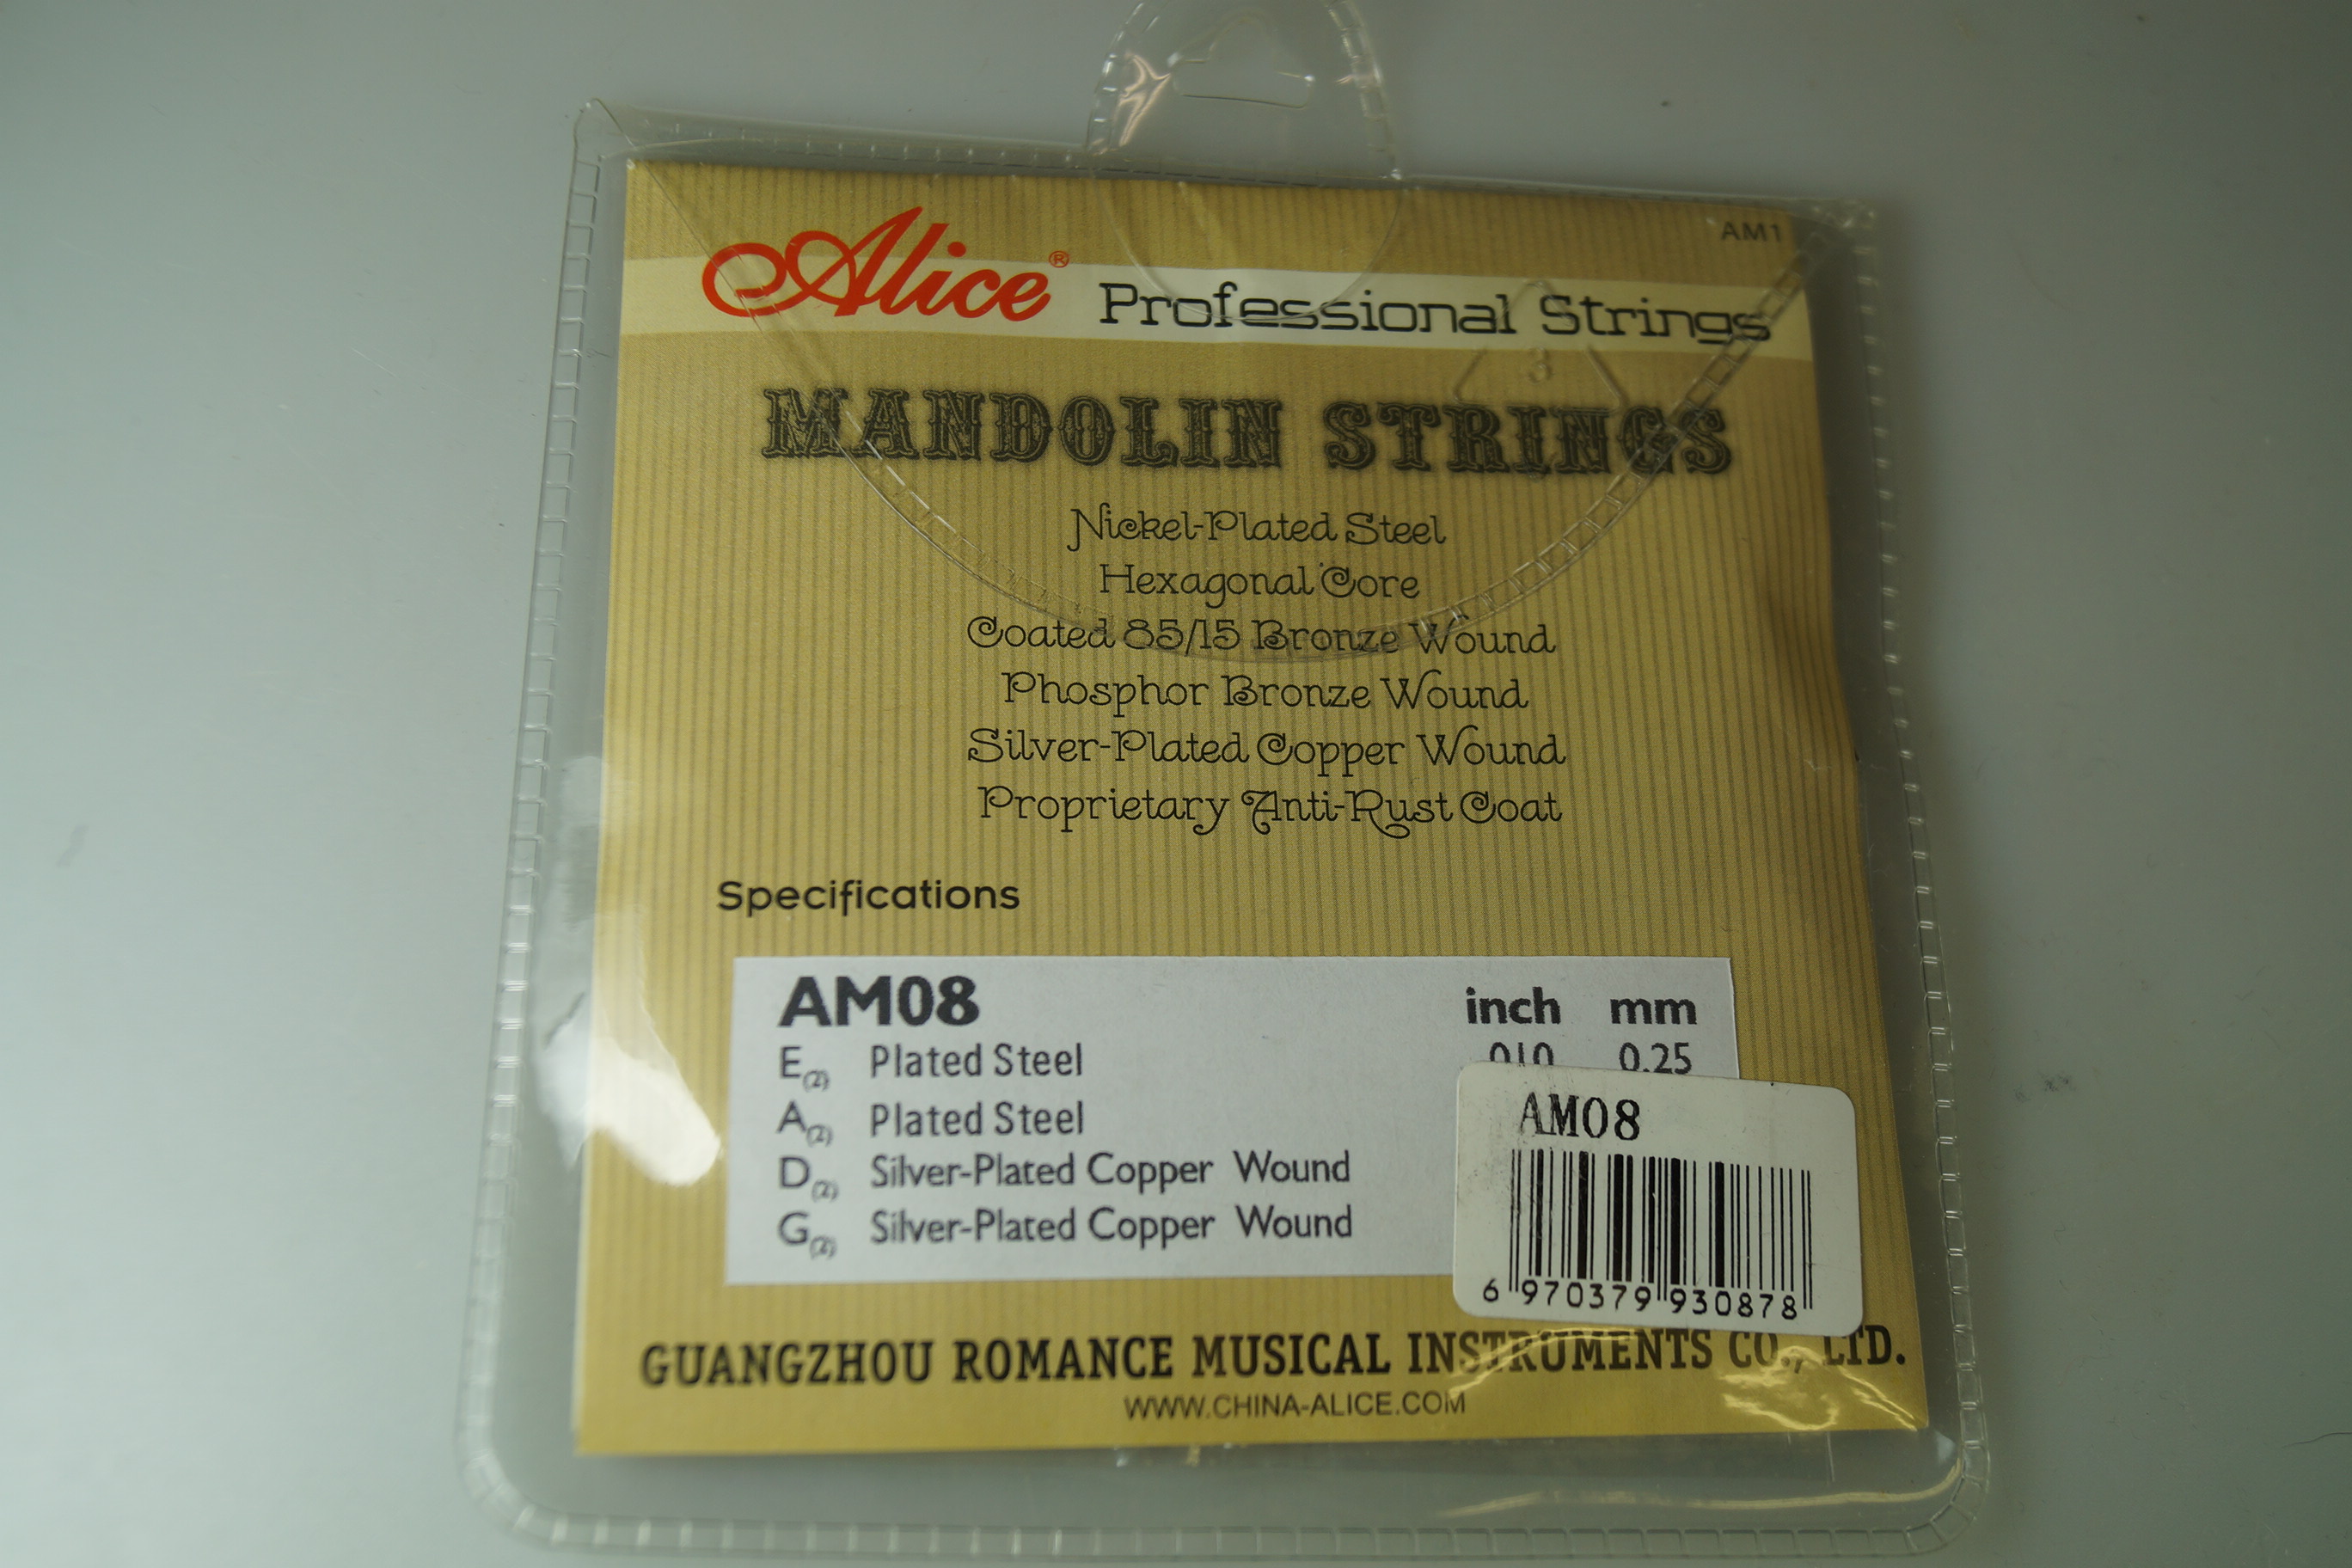 AM1
Alice® Professional Strings
3
MANDOLIN STRINGS
Nickel-Plated Steel
Hexagonal Core
Coated 85/15 Bronze Wound
Phosphor Bronze Wound
Silver-Plated Copper Wound
Proprietary Anti-Rust Coat
Specifications
AM08 inch mm
E(2) Plated Steel .010 0.25
A(2) Plated Steel
D(2) Silver-Plated Copper Wound
G(2) Silver-Plated Copper Wound
AM08
6 970379 930878
GUANGZHOU ROMANCE MUSICAL INSTRUMENTS CO., LTD.
WWW.CHINA-ALICE.COM